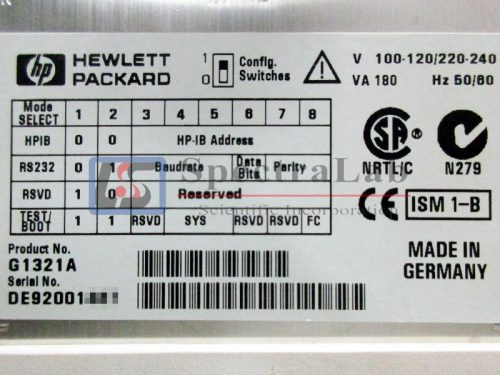 hp HEWLETT PACKARD
1 0 Config. Switches
V 100-120/220-240
VA 180 Hz 50/60
Mode SELECT 1 2 3 4 5 6 7 8
HPIB 0 0 HP-IB Address
RS232 0 1 Baudrate Data Bits Parity
RSVD 1 0 Reserved
TEST/BOOT 1 1 RSVD SYS RSVD RSVD FC
SpectraLab
Scientific Incorporation
SA NRTL/C
N279
CE ISM 1-B
Product No.
G1321A
Serial No.
DE92001
MADE IN
GERMANY